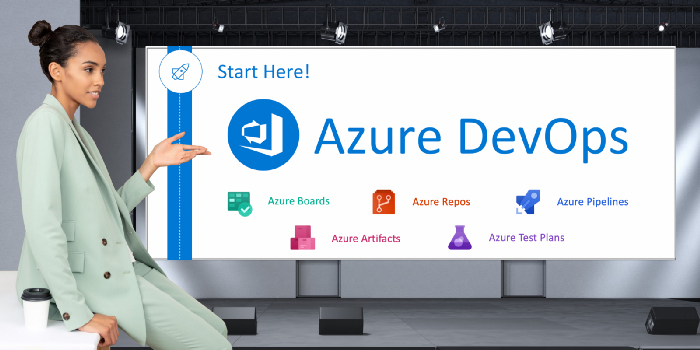 Start Here!
Azure DevOps
Azure Boards
Azure Repos
Azure Pipelines
Azure Artifacts
Azure Test Plans